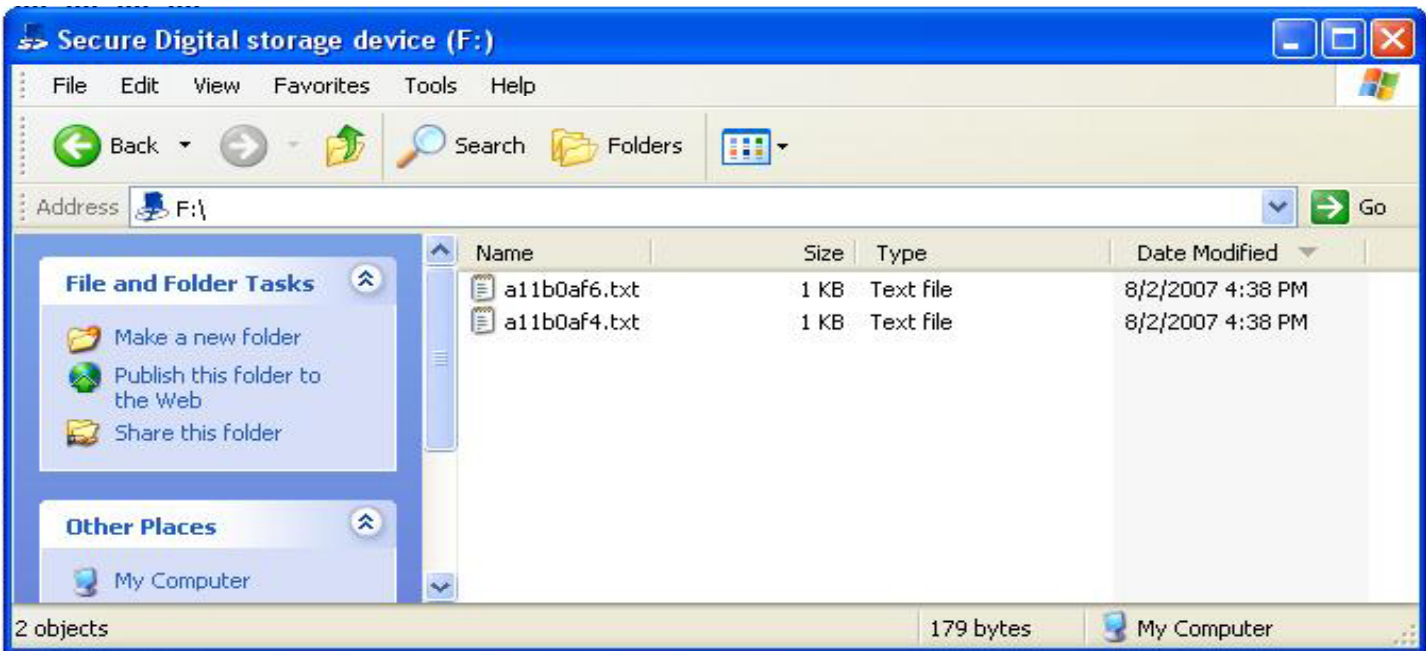 Secure Digital storage device (F:)
File Edit View Favorites Tools Help
Back Search Folders
Address F:\ Go
Name Size Type Date Modified
File and Folder Tasks
a11b0af6.txt 1 KB Text file 8/2/2007 4:38 PM
a11b0af4.txt 1 KB Text file 8/2/2007 4:38 PM
Make a new folder
Publish this folder to
the Web
Share this folder
Other Places
My Computer
2 objects 179 bytes My Computer